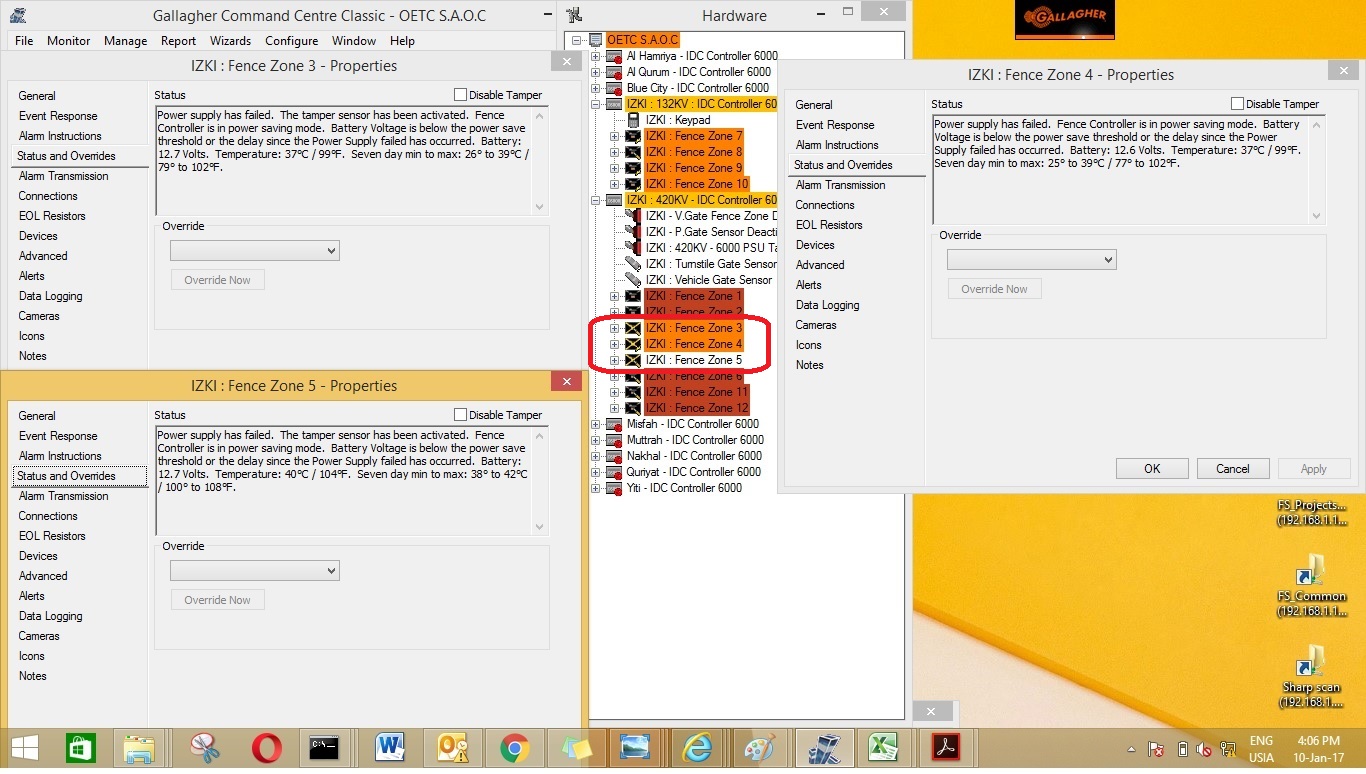 Gallagher Command Centre Classic - OETC S.A.O.C
File Monitor Manage Report Wizards Configure Window Help
IZKI : Fence Zone 3 - Properties
General
Event Response
Alarm Instructions
Status and Overrides
Alarm Transmission
Connections
EOL Resistors
Devices
Advanced
Alerts
Data Logging
Cameras
Icons
Notes
Status
Disable Tamper
Power supply has failed. The tamper sensor has been activated. Fence
Controller is in power saving mode. Battery Voltage is below the power save
threshold or the delay since the Power Supply failed has occurred. Battery:
12.7 Volts. Temperature: 37°C / 99°F. Seven day min to max: 26° to 39°C /
79° to 102°F.
Override
Override Now
IZKI : Fence Zone 5 - Properties
General
Event Response
Alarm Instructions
Status and Overrides
Alarm Transmission
Connections
EOL Resistors
Devices
Advanced
Alerts
Data Logging
Cameras
Icons
Notes
Status
Disable Tamper
Power supply has failed. The tamper sensor has been activated. Fence
Controller is in power saving mode. Battery Voltage is below the power save
threshold or the delay since the Power Supply failed has occurred. Battery:
12.7 Volts. Temperature: 40°C / 104°F. Seven day min to max: 38° to 42°C
/ 100° to 108°F.
Override
Override Now
Hardware
OETC S.A.O.C
Al Hamriya - IDC Controller 6000
Al Qurum - IDC Controller 6000
Blue City - IDC Controller 6000
IZKI : 132KV : IDC Controller 60
IZKI : Keypad
IZKI : Fence Zone 7
IZKI : Fence Zone 8
IZKI : Fence Zone 9
IZKI : Fence Zone 10
IZKI : 420KV - IDC Controller 60
IZKI - V.Gate Fence Zone D
IZKI - P.Gate Sensor Deacti
IZKI : 420KV - 6000 PSU Ta
IZKI : Turnstile Gate Sensor
IZKI : Vehicle Gate Sensor
IZKI : Fence Zone 1
IZKI : Fence Zone 2
IZKI : Fence Zone 3
IZKI : Fence Zone 4
IZKI : Fence Zone 5
IZKI : Fence Zone 6
IZKI : Fence Zone 11
IZKI : Fence Zone 12
Misfah - IDC Controller 6000
Muttrah - IDC Controller 6000
Nakhal - IDC Controller 6000
Quriyat - IDC Controller 6000
Yiti - IDC Controller 6000
GALLAGHER
IZKI : Fence Zone 4 - Properties
General
Event Response
Alarm Instructions
Status and Overrides
Alarm Transmission
Connections
EOL Resistors
Devices
Advanced
Alerts
Data Logging
Cameras
Icons
Notes
Status
Disable Tamper
Power supply has failed. Fence Controller is in power saving mode. Battery
Voltage is below the power save threshold or the delay since the Power
Supply failed has occurred. Battery: 12.6 Volts. Temperature: 37°C / 99°F.
Seven day min to max: 25° to 39°C / 77° to 102°F.
Override
Override Now
OK Cancel Apply
FS_Projects...
(192.168.1.1...
FS_Common
(192.168.1.1...
Sharp scan
(192.168.1....
ENG
USIA
4:06 PM
10-Jan-17